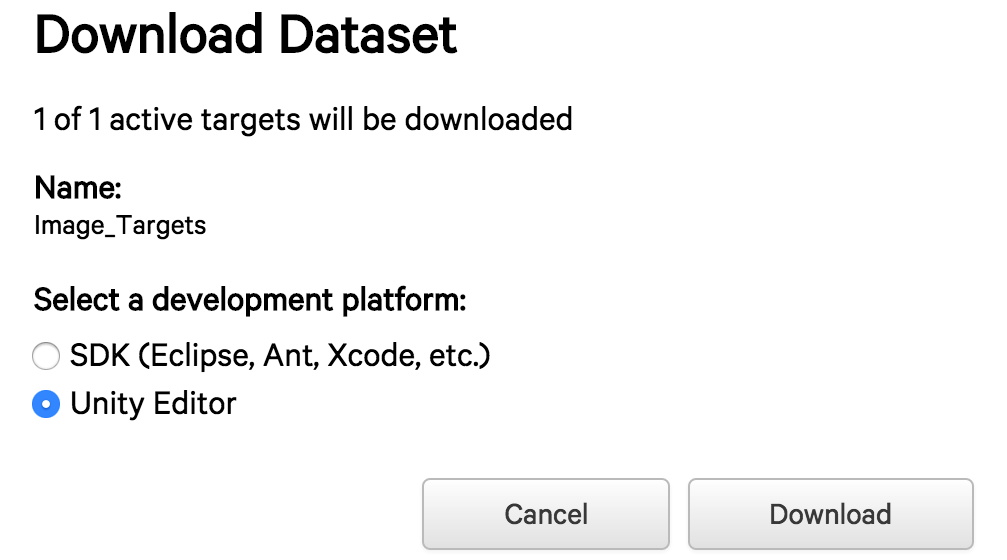 Download Dataset
1 of 1 active targets will be downloaded
Name:
Image_Targets
Select a development platform:
SDK (Eclipse, Ant, Xcode, etc.)
Unity Editor
Cancel
Download